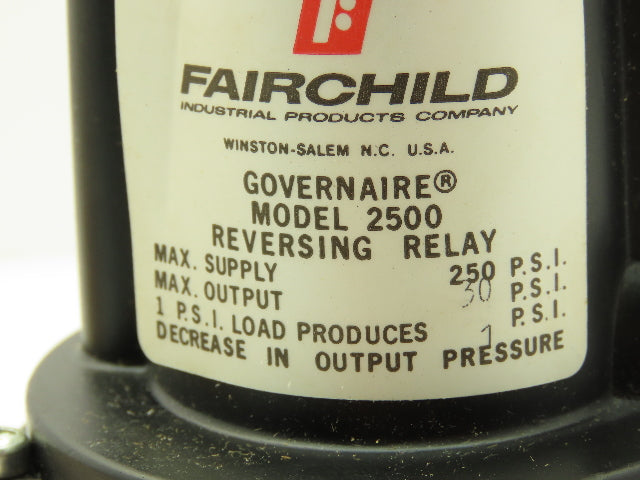 FAIRCHILD
INDUSTRIAL PRODUCTS COMPANY
WINSTON-SALEM N.C. U.S.A.
GOVERNAIRE®
MODEL 2500
REVERSING RELAY
MAX. SUPPLY 250 P.S.I.
MAX. OUTPUT 30 P.S.I.
1 P.S.I. LOAD PRODUCES 1 P.S.I.
DECREASE IN OUTPUT PRESSURE